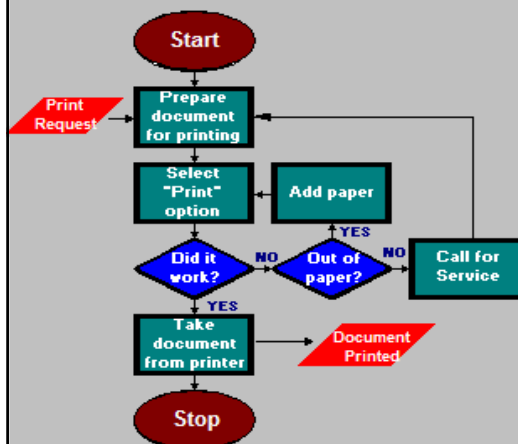 Start
Print
Request
Prepare
document
for printing
Select
"Print"
option
Add paper
YES
Did it
work?
NO
Out of
paper?
NO
Call for
Service
YES
Take
document
from printer
Document
Printed
Stop